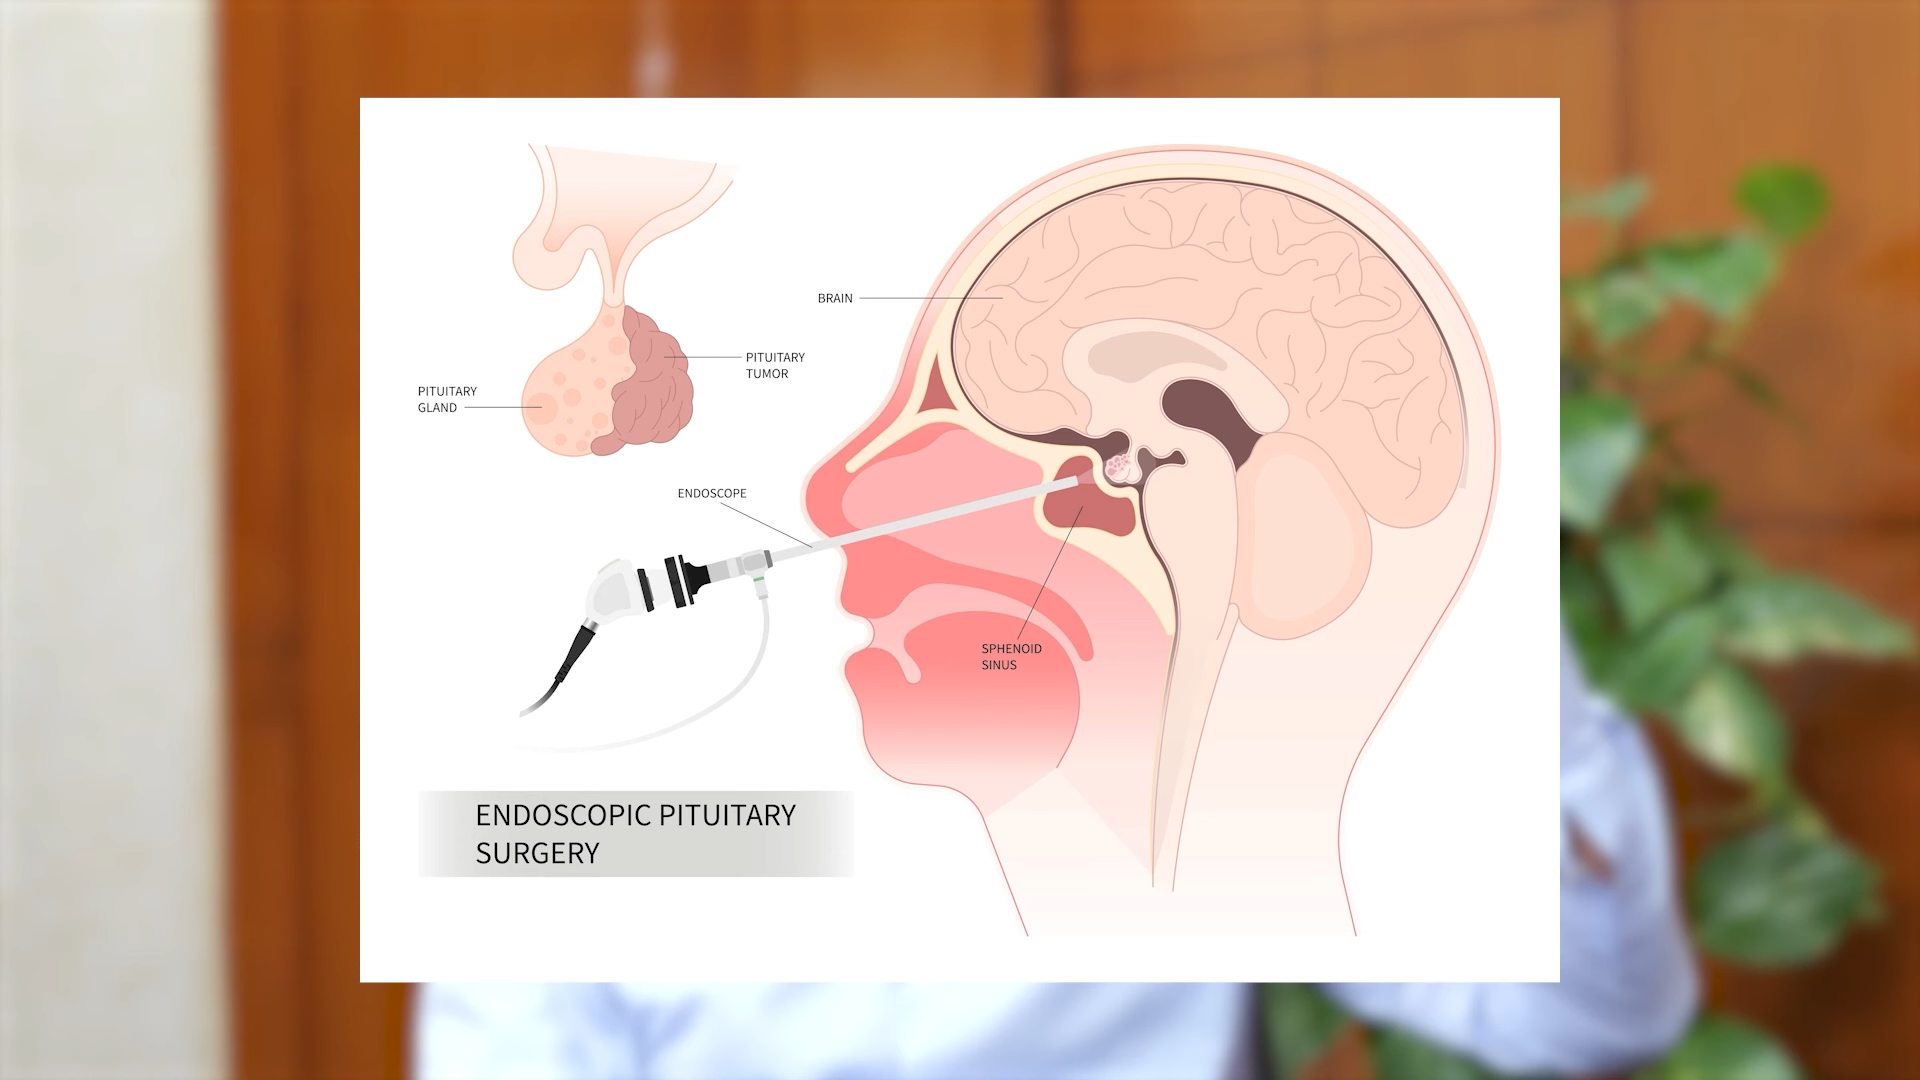 BRAIN
PITUITARY
TUMOR
PITUITARY
GLAND
ENDOSCOPE
SPHENOID
SINUS
ENDOSCOPIC PITUITARY
SURGERY